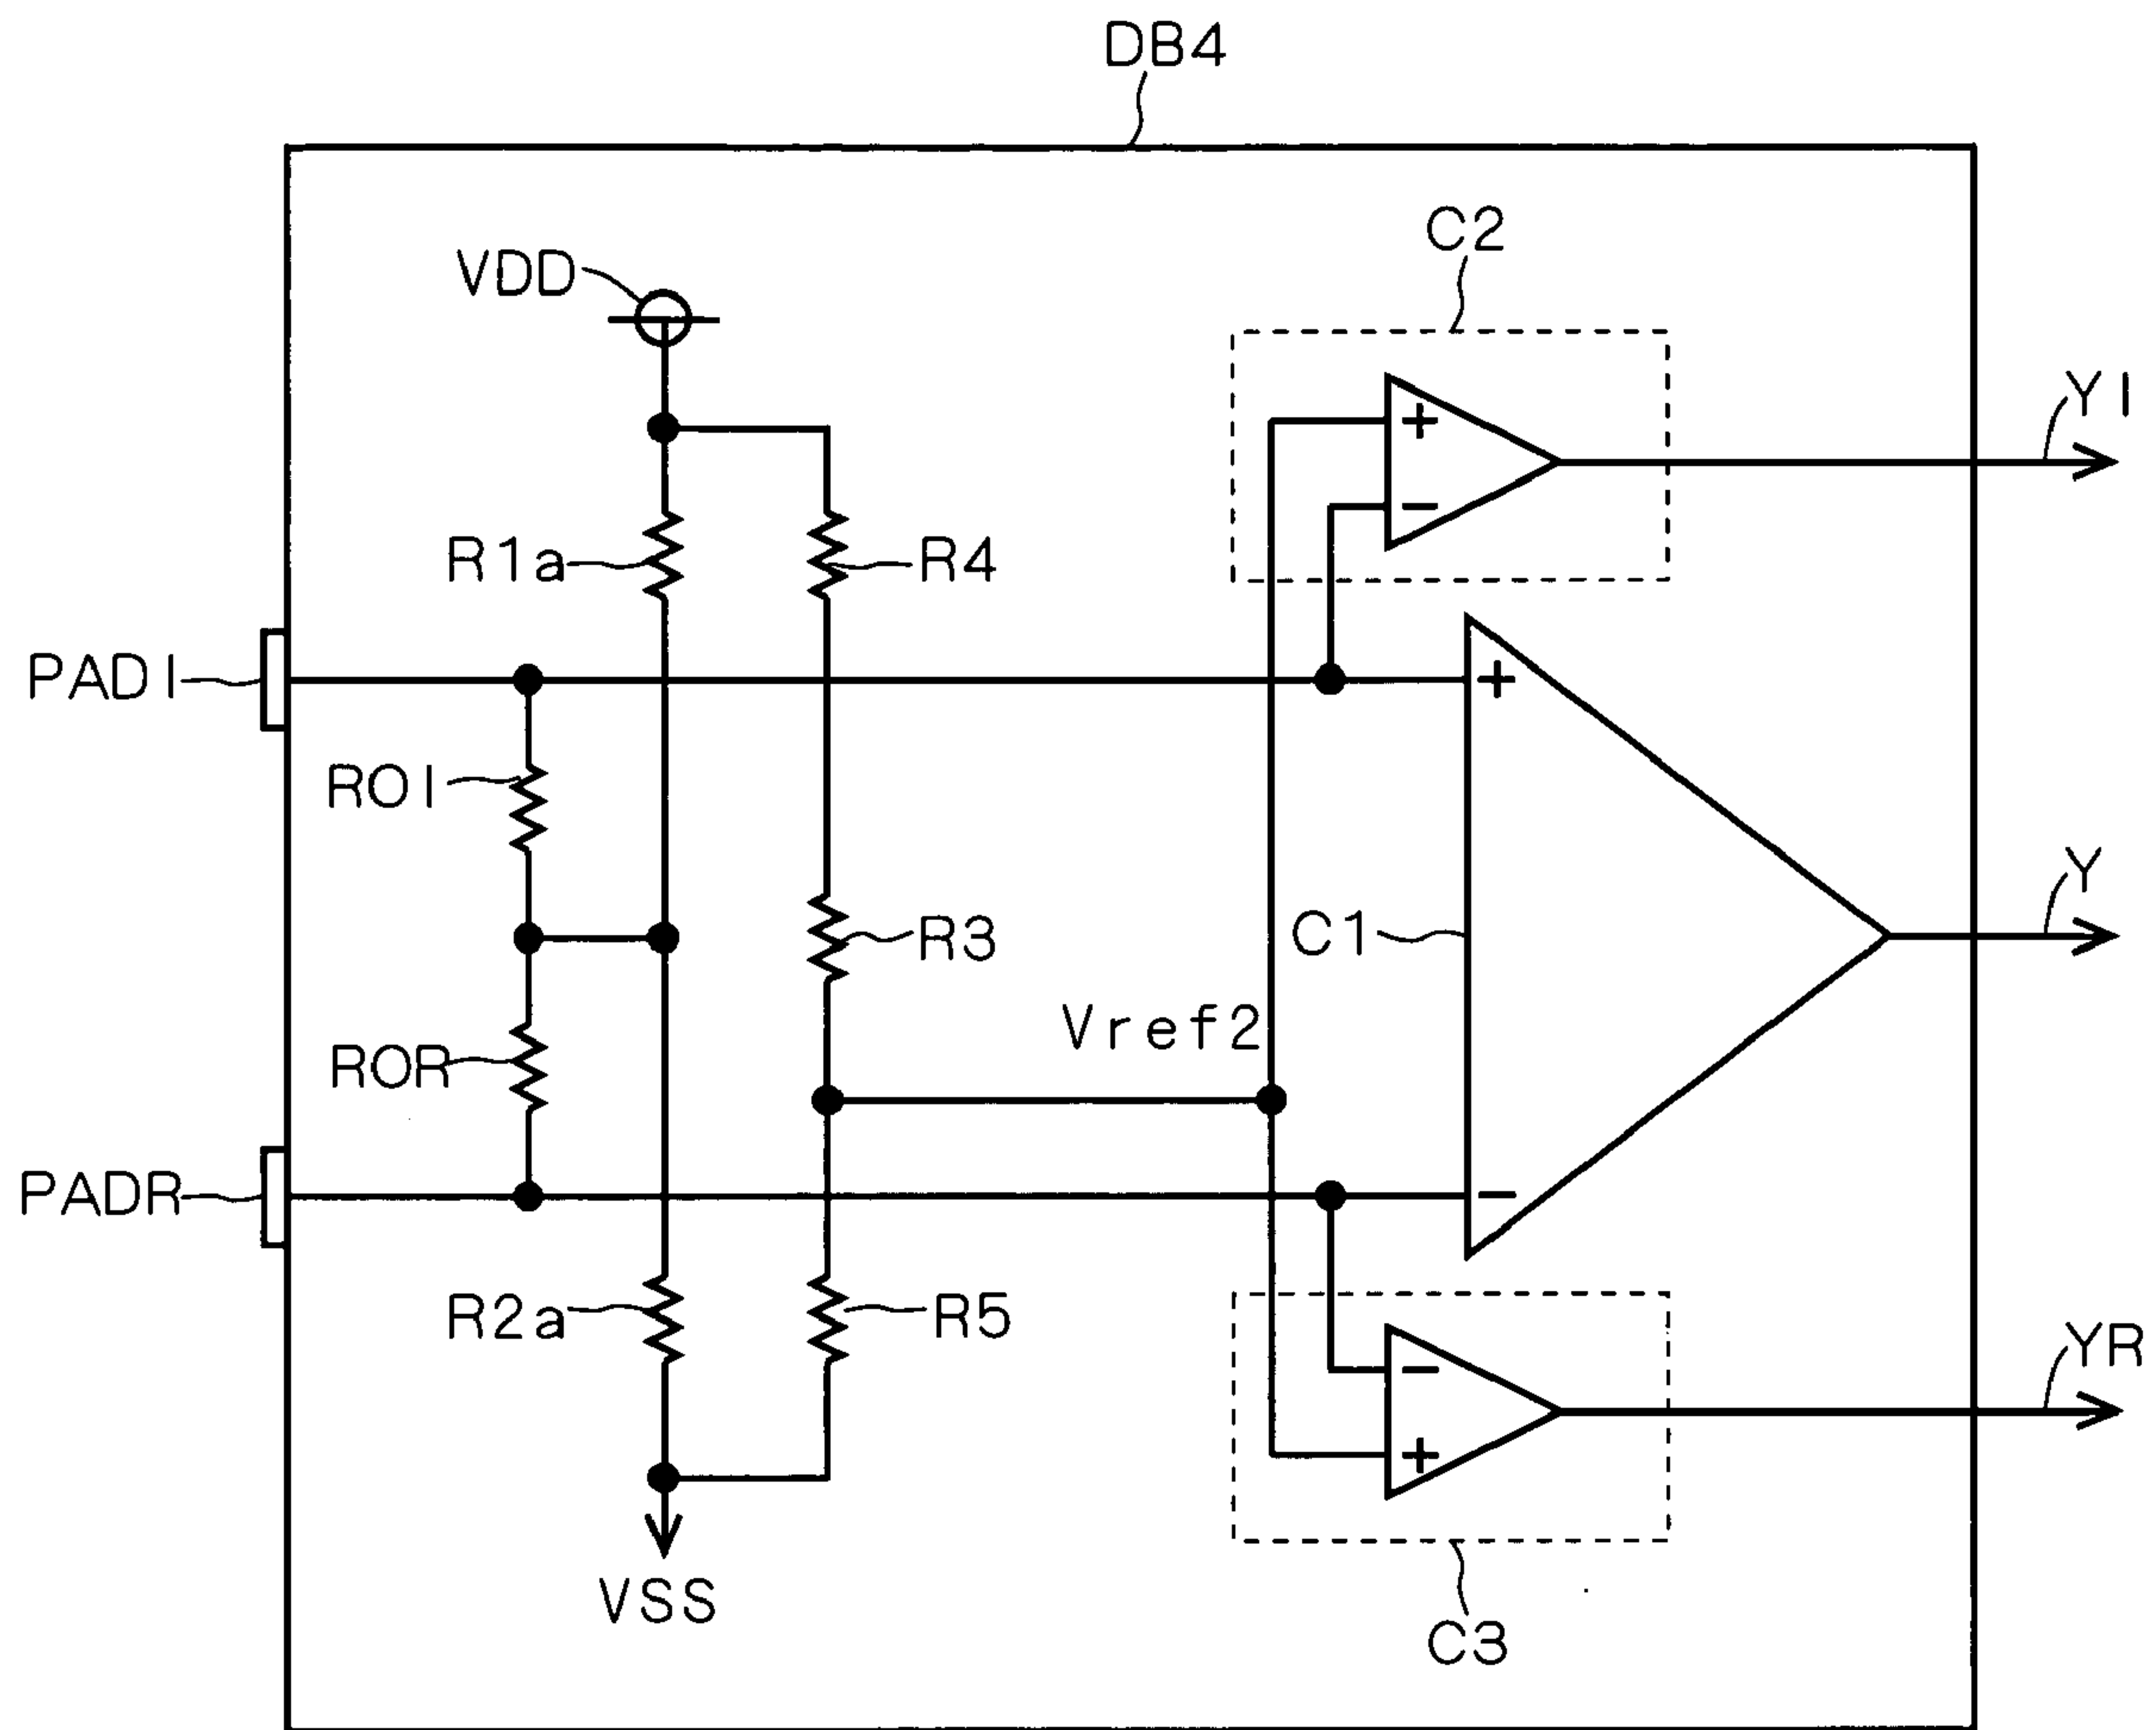 DB4
C2
VDD
YI
R1a
R4
PADI
+
−
+
ROI
Y
C1
R3
Vref2
ROR
PADR
−
R2a
R5
−
+
YR
VSS
C3